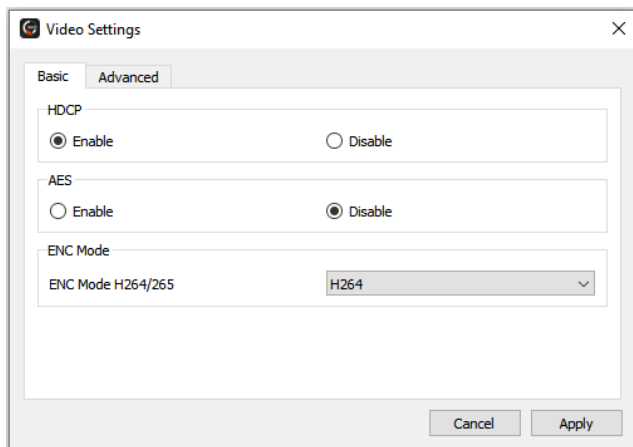 Video Settings
Basic Advanced
HDCP
Enable Disable
AES
Enable Disable
ENC Mode
ENC Mode H264/265 H264
Cancel Apply